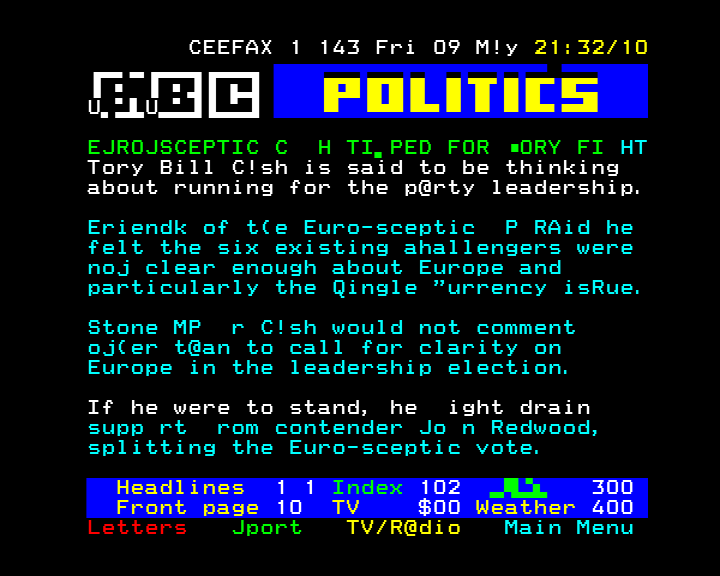 CEEFAX 1 143 Fri 09 M!y 21:32/10
BBC POLITICS
EJROJSCEPTIC C  H TI PED FOR  ORY FI HT
Tory Bill C!sh is said to be thinking
about running for the p@rty leadership.
Eriendk of t(e Euro-sceptic  P RAid he
felt the six existing ahallengers were
noj clear enough about Europe and
particularly the Qingle "urrency isRue.
Stone MP  r C!sh would not comment
oj(er t@an to call for clarity on
Europe in the leadership election.
If he were to stand, he  ight drain
supp rt  rom contender Jo n Redwood,
splitting the Euro-sceptic vote.
Headlines  1 1 Index 102  300
Front page 10  TV    $00 Weather 400
Letters   Jport   TV/R@dio   Main Menu